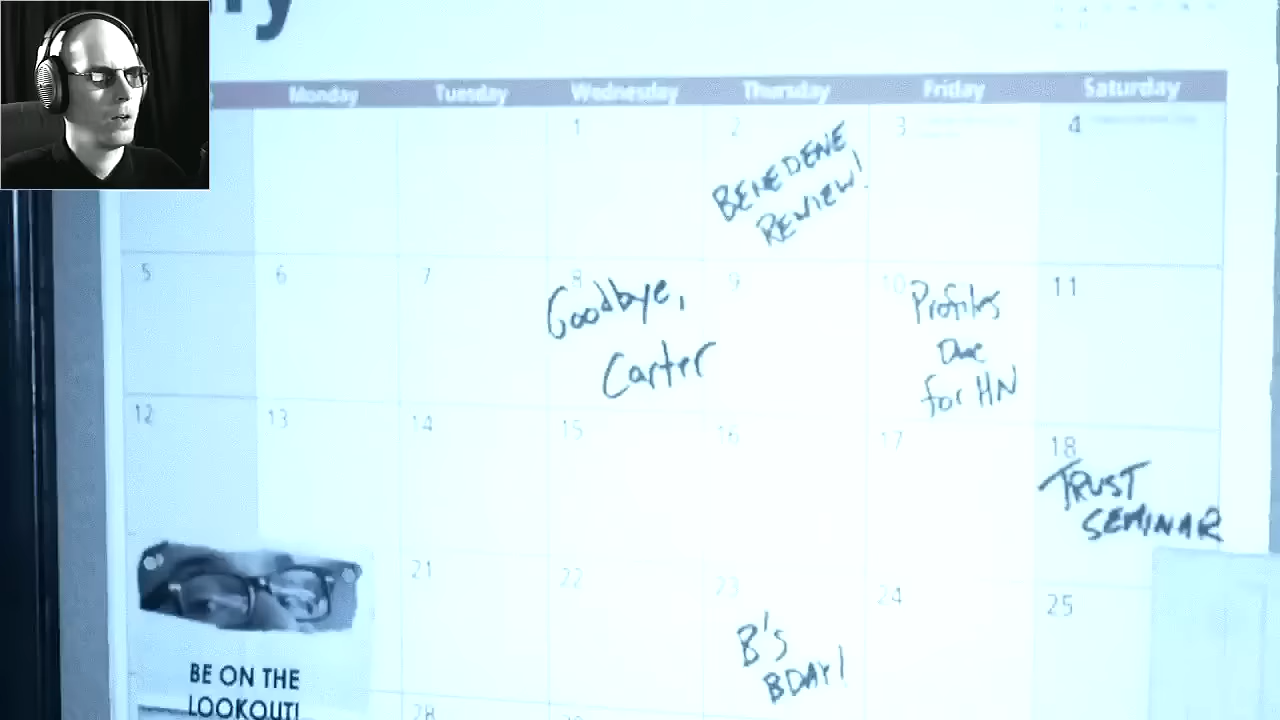 Monday Tuesday Wednesday Thursday Friday Saturday
1 2 3 4
BENEDENE
REVIEW!
5 6 7 8 9 10 11
Goodbye,
Carter
Profiles
Due
for HN
12 13 14 15 16 17 18
TRUST
SEMINAR
21 22 23 24 25
B's
BDAY!
BE ON THE
LOOKOUT!
28